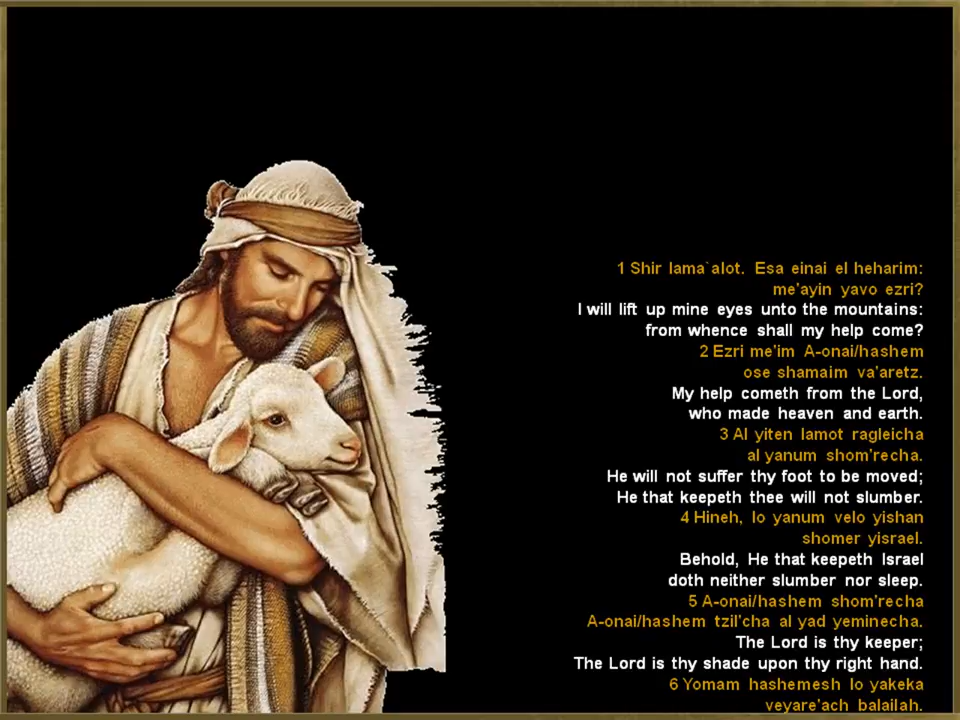 1 Shir lama`alot. Esa einai el heharim:
me'ayin yavo ezri?
I will lift up mine eyes unto the mountains:
from whence shall my help come?
2 Ezri me'im A-onai/hashem
ose shamaim va'aretz.
My help cometh from the Lord,
who made heaven and earth.
3 Al yiten lamot ragleicha
al yanum shom'recha.
He will not suffer thy foot to be moved;
He that keepeth thee will not slumber.
4 Hineh, lo yanum velo yishan
shomer yisrael.
Behold, He that keepeth Israel
doth neither slumber nor sleep.
5 A-onai/hashem shom'recha
A-onai/hashem tzil'cha al yad yeminecha.
The Lord is thy keeper;
The Lord is thy shade upon thy right hand.
6 Yomam hashemesh lo yakeka
veyare'ach balailah.